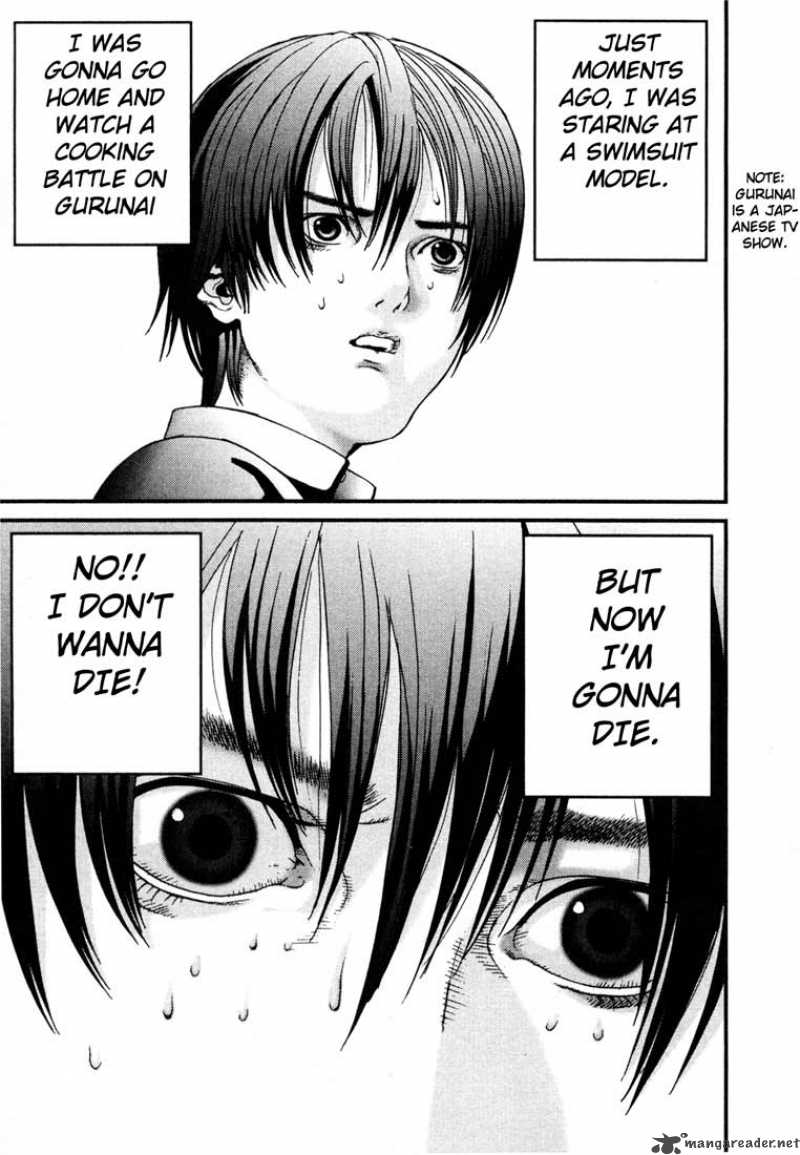 JUST
MOMENTS
AGO, I WAS
STARING AT
A SWIMSUIT
MODEL.
I WAS
GONNA GO
HOME AND
WATCH A
COOKING
BATTLE ON
GURUNAI
NOTE:
GURUNAI
IS A JAP-
ANESE TV
SHOW.
BUT
NOW
I'M
GONNA
DIE.
NO!!
I DON'T
WANNA
DIE!
mangareader.net